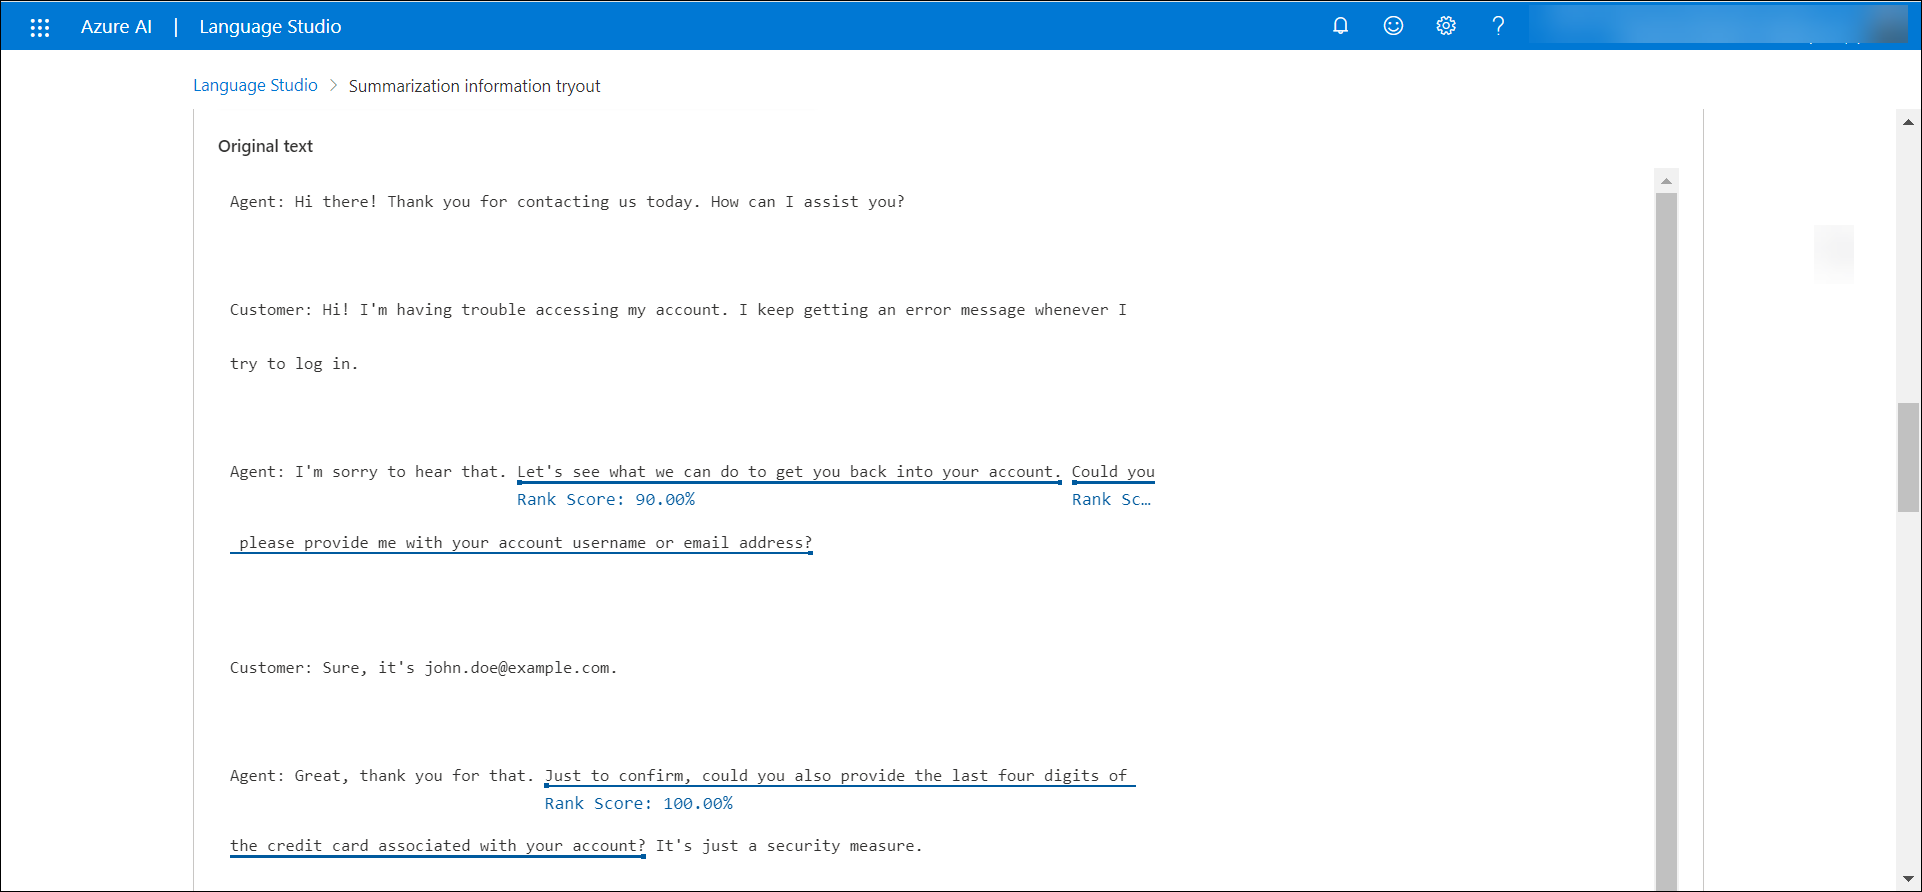 Azure AI | Language Studio
Language Studio > Summarization information tryout
Original text
Agent: Hi there! Thank you for contacting us today. How can I assist you?
Customer: Hi! I'm having trouble accessing my account. I keep getting an error message whenever I
try to log in.
Agent: I'm sorry to hear that. Let's see what we can do to get you back into your account. Could you
Rank Score: 90.00% Rank Sc…
please provide me with your account username or email address?
Customer: Sure, it's john.doe@example.com.
Agent: Great, thank you for that. Just to confirm, could you also provide the last four digits of
Rank Score: 100.00%
the credit card associated with your account? It's just a security measure.